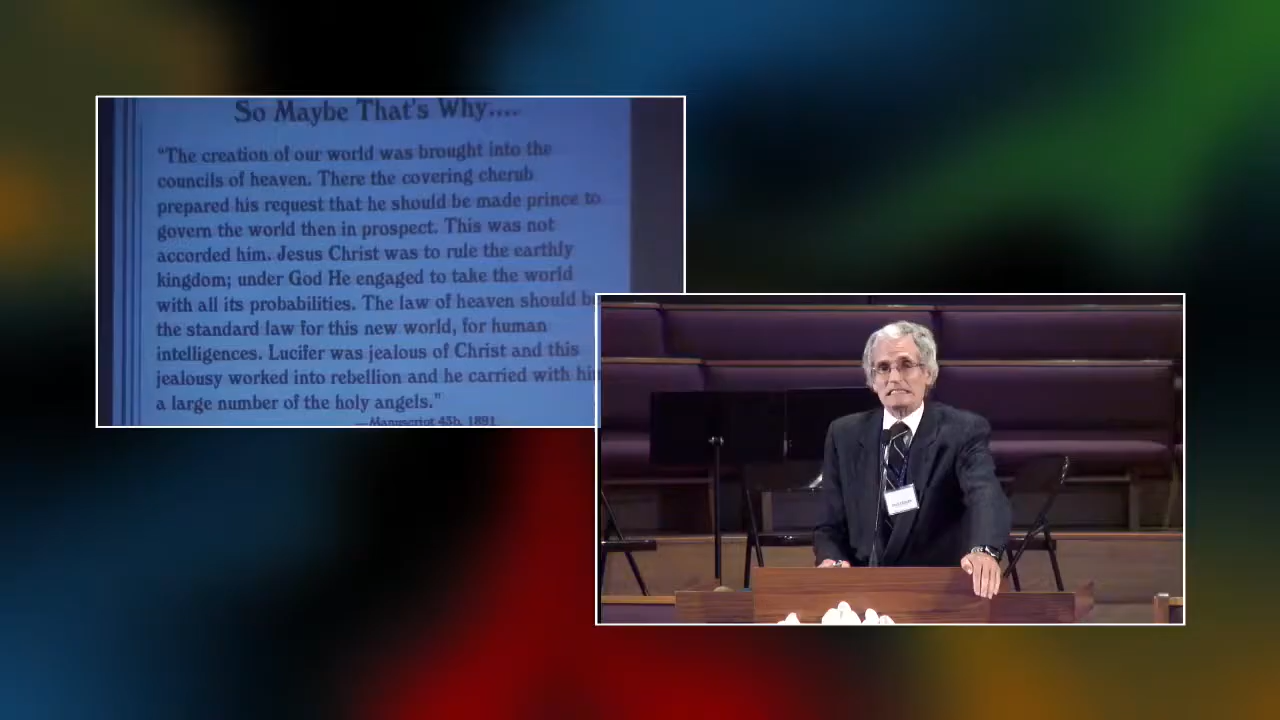 So Maybe That's Why....
"The creation of our world was brought into the
councils of heaven. There the covering cherub
prepared his request that he should be made prince to
govern the world then in prospect. This was not
accorded him. Jesus Christ was to rule the earthly
kingdom; under God He engaged to take the world
with all its probabilities. The law of heaven should
the standard law for this new world, for human
intelligences. Lucifer was jealous of Christ and this
jealousy worked into rebellion and he carried with
a large number of the holy angels."
—Manuscript 43b, 1891